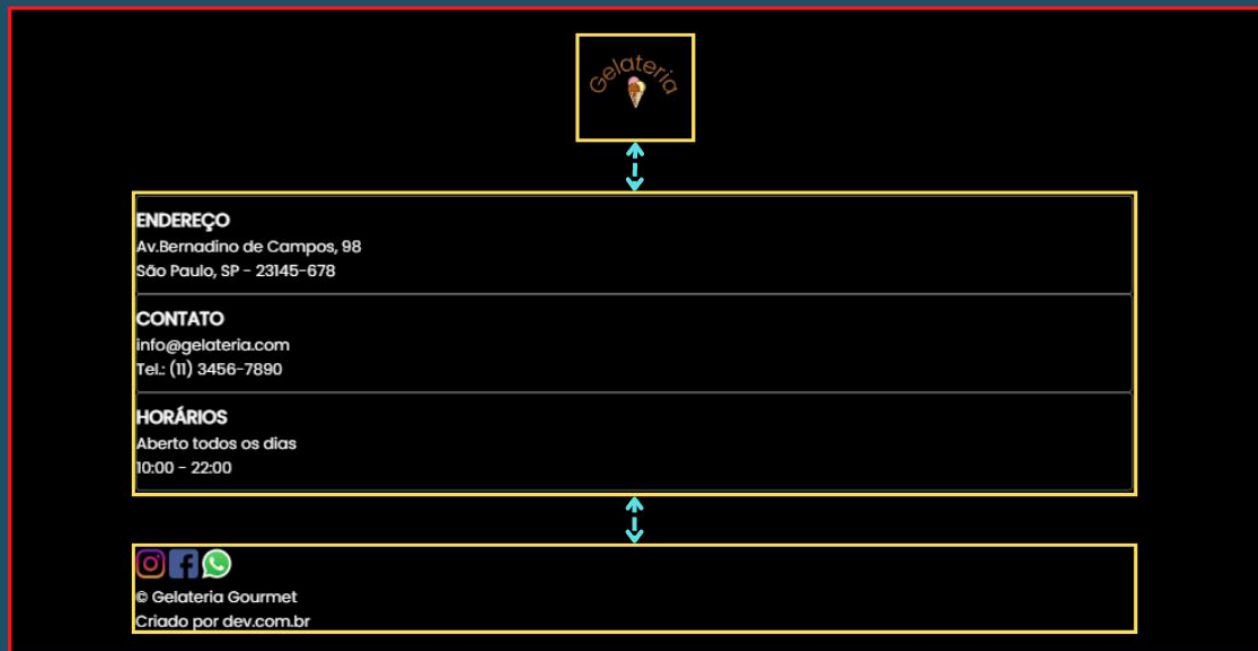 Gelateria
ENDEREÇO
Av.Bernadino de Campos, 98
São Paulo, SP - 23145-678
CONTATO
info@gelateria.com
Tel.: (11) 3456-7890
HORÁRIOS
Aberto todos os dias
10:00 - 22:00
© Gelateria Gourmet
Criado por dev.com.br